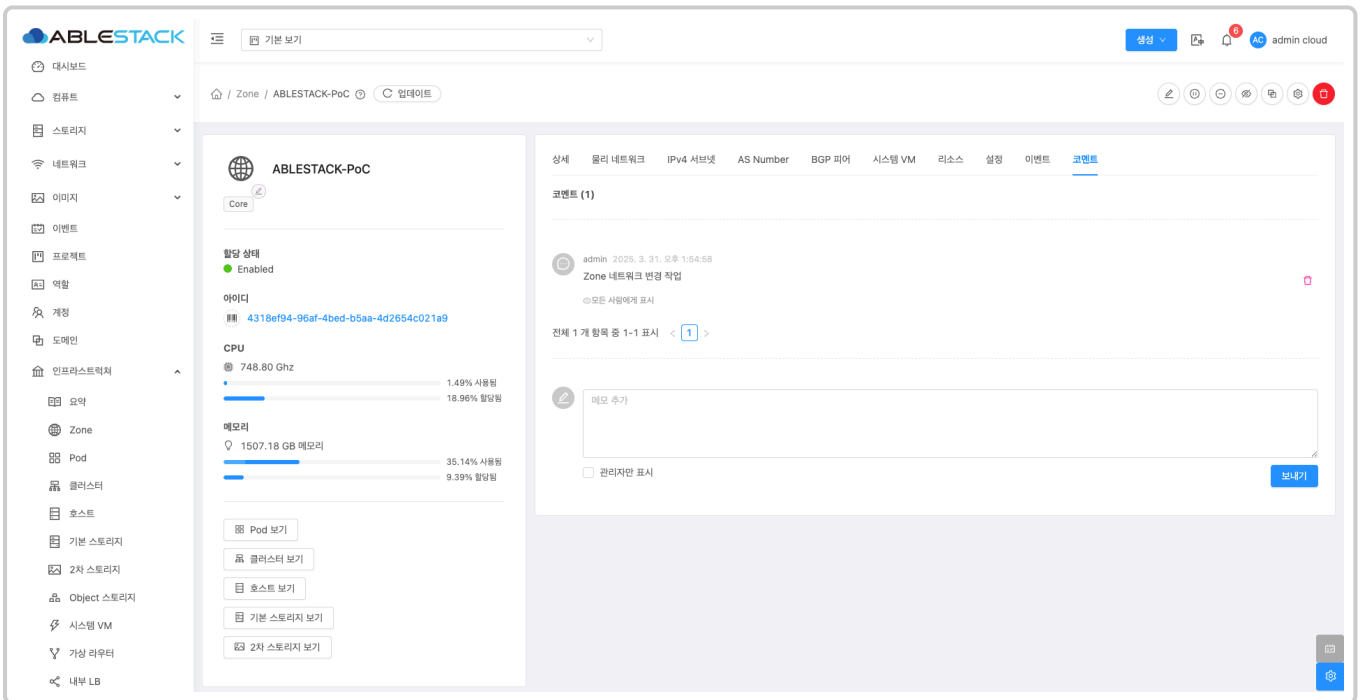 ABLESTACK
기본 보기
생성
6
AC
admin cloud
대시보드
컴퓨트
스토리지
네트워크
이미지
이벤트
프로젝트
역할
계정
도메인
인프라스트럭쳐
요약
Zone
Pod
클러스터
호스트
기본 스토리지
2차 스토리지
Object 스토리지
시스템 VM
가상 라우터
내부 LB
/ Zone / ABLESTACK-PoC
업데이트
ABLESTACK-PoC
Core
할당 상태
Enabled
아이디
4318ef94-96af-4bed-b5aa-4d2654c021a9
CPU
748.80 Ghz
1.49% 사용됨
18.96% 할당됨
메모리
1507.18 GB 메모리
35.14% 사용됨
9.39% 할당됨
Pod 보기
클러스터 보기
호스트 보기
기본 스토리지 보기
2차 스토리지 보기
상세 물리 네트워크 IPv4 서브넷 AS Number BGP 피어 시스템 VM 리소스 설정 이벤트 코멘트
코멘트 (1)
admin 2025. 3. 31. 오후 1:54:58
Zone 네트워크 변경 작업
모든 사람에게 표시
전체 1 개 항목 중 1-1 표시 < 1 >
메모 추가
관리자만 표시
보내기